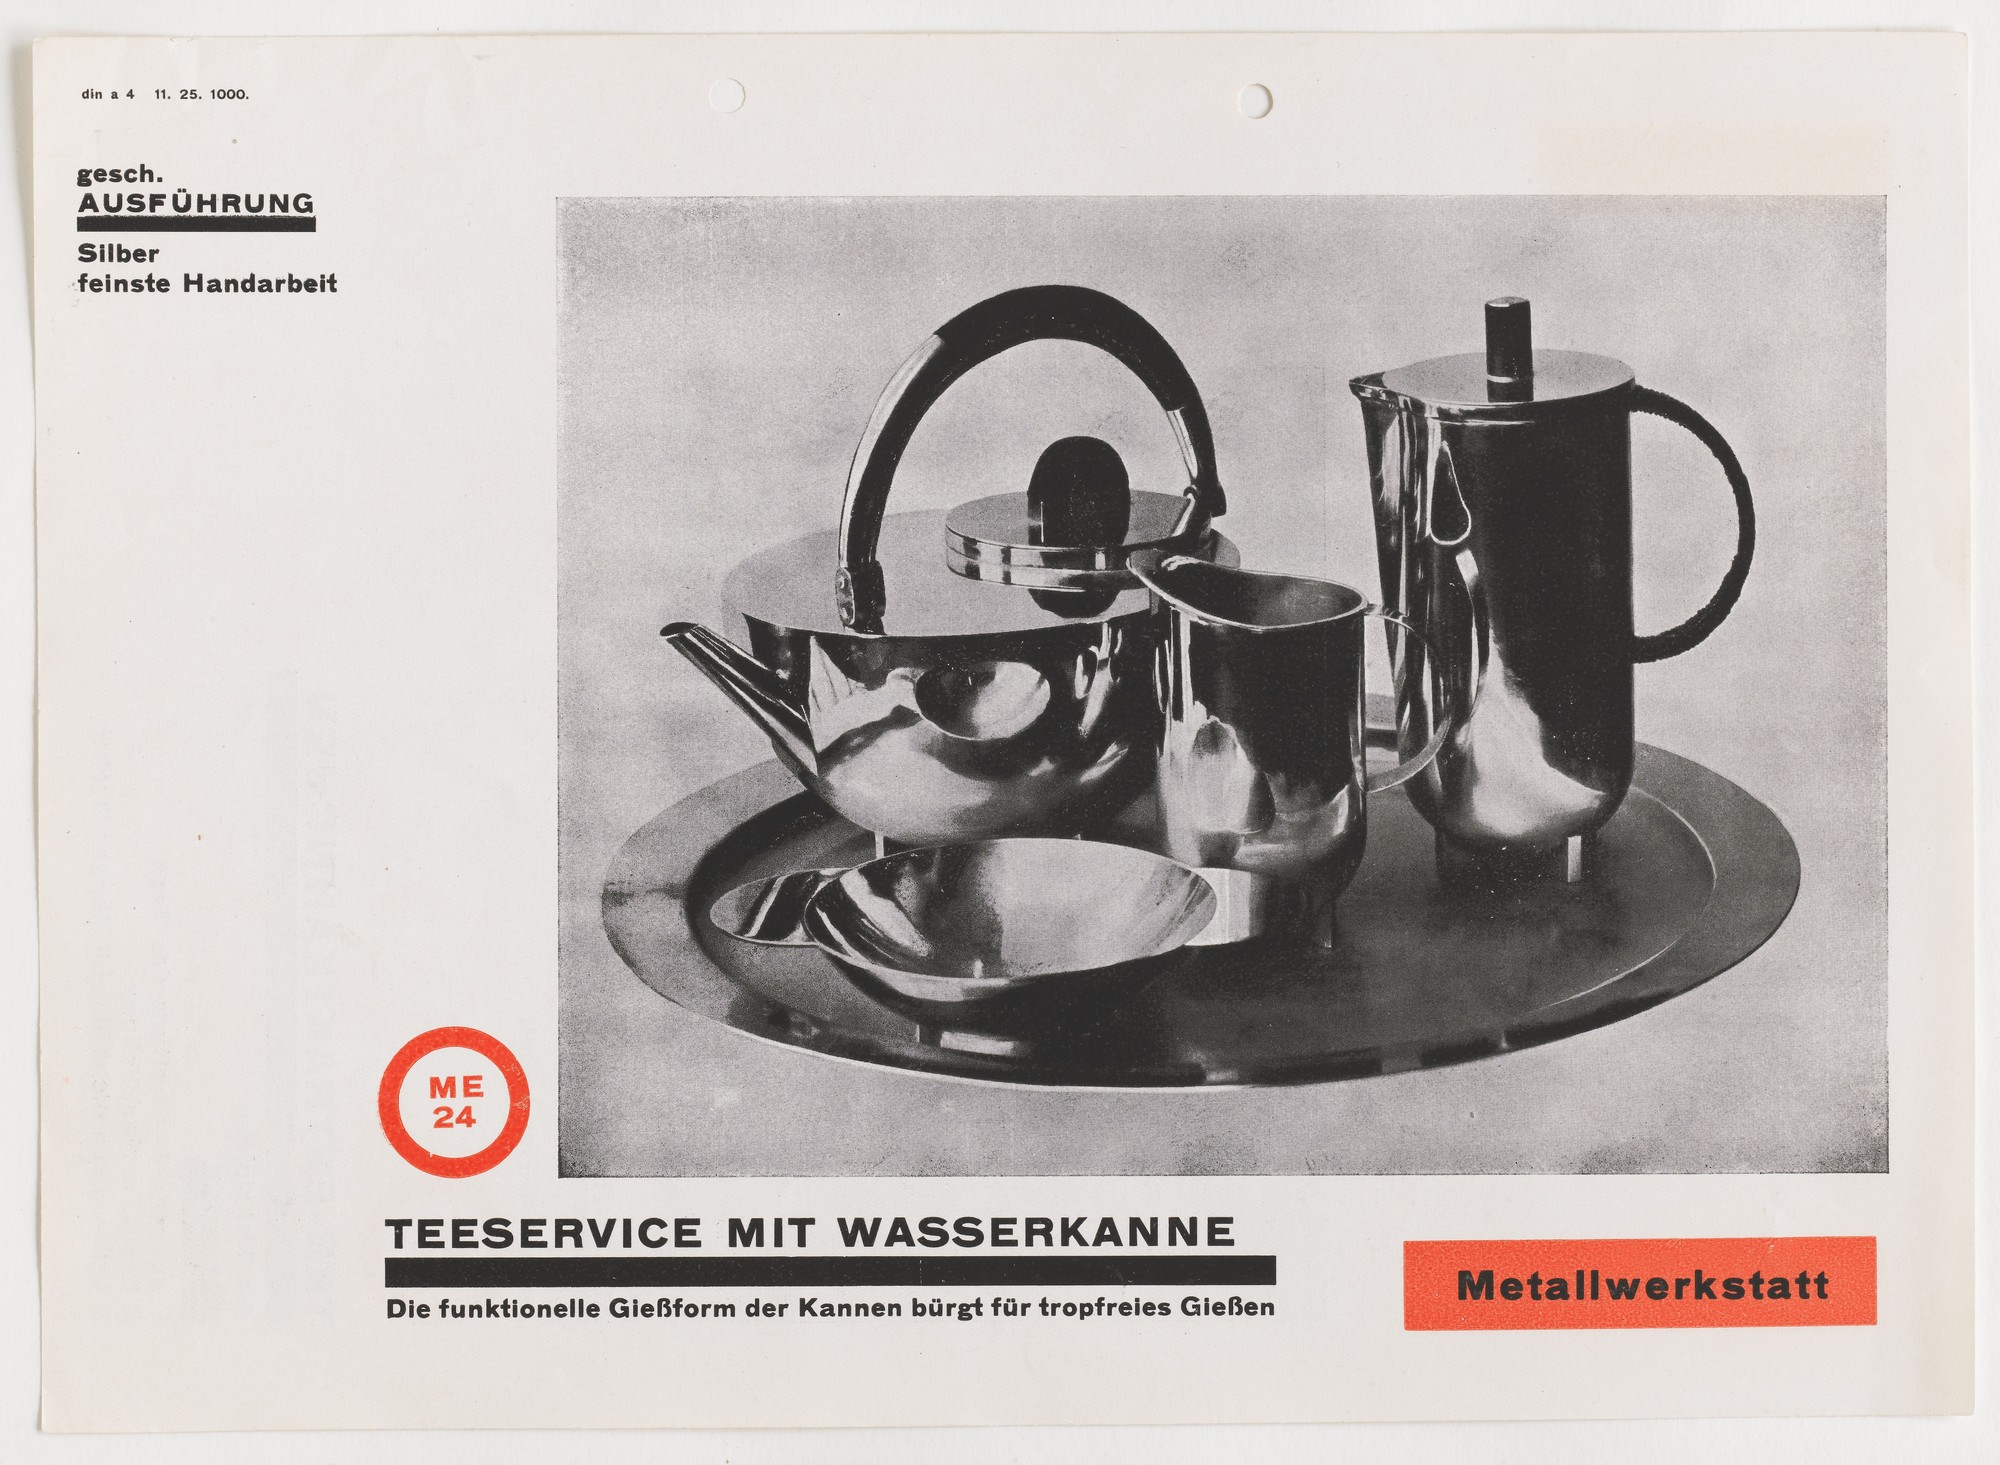 din a 4 11. 25. 1000.
gesch.
AUSFÜHRUNG
Silber
feinste Handarbeit
ME
24
TEESERVICE MIT WASSERKANNE
Die funktionelle Gießform der Kannen bürgt für tropfreies Gießen
Metallwerkstatt